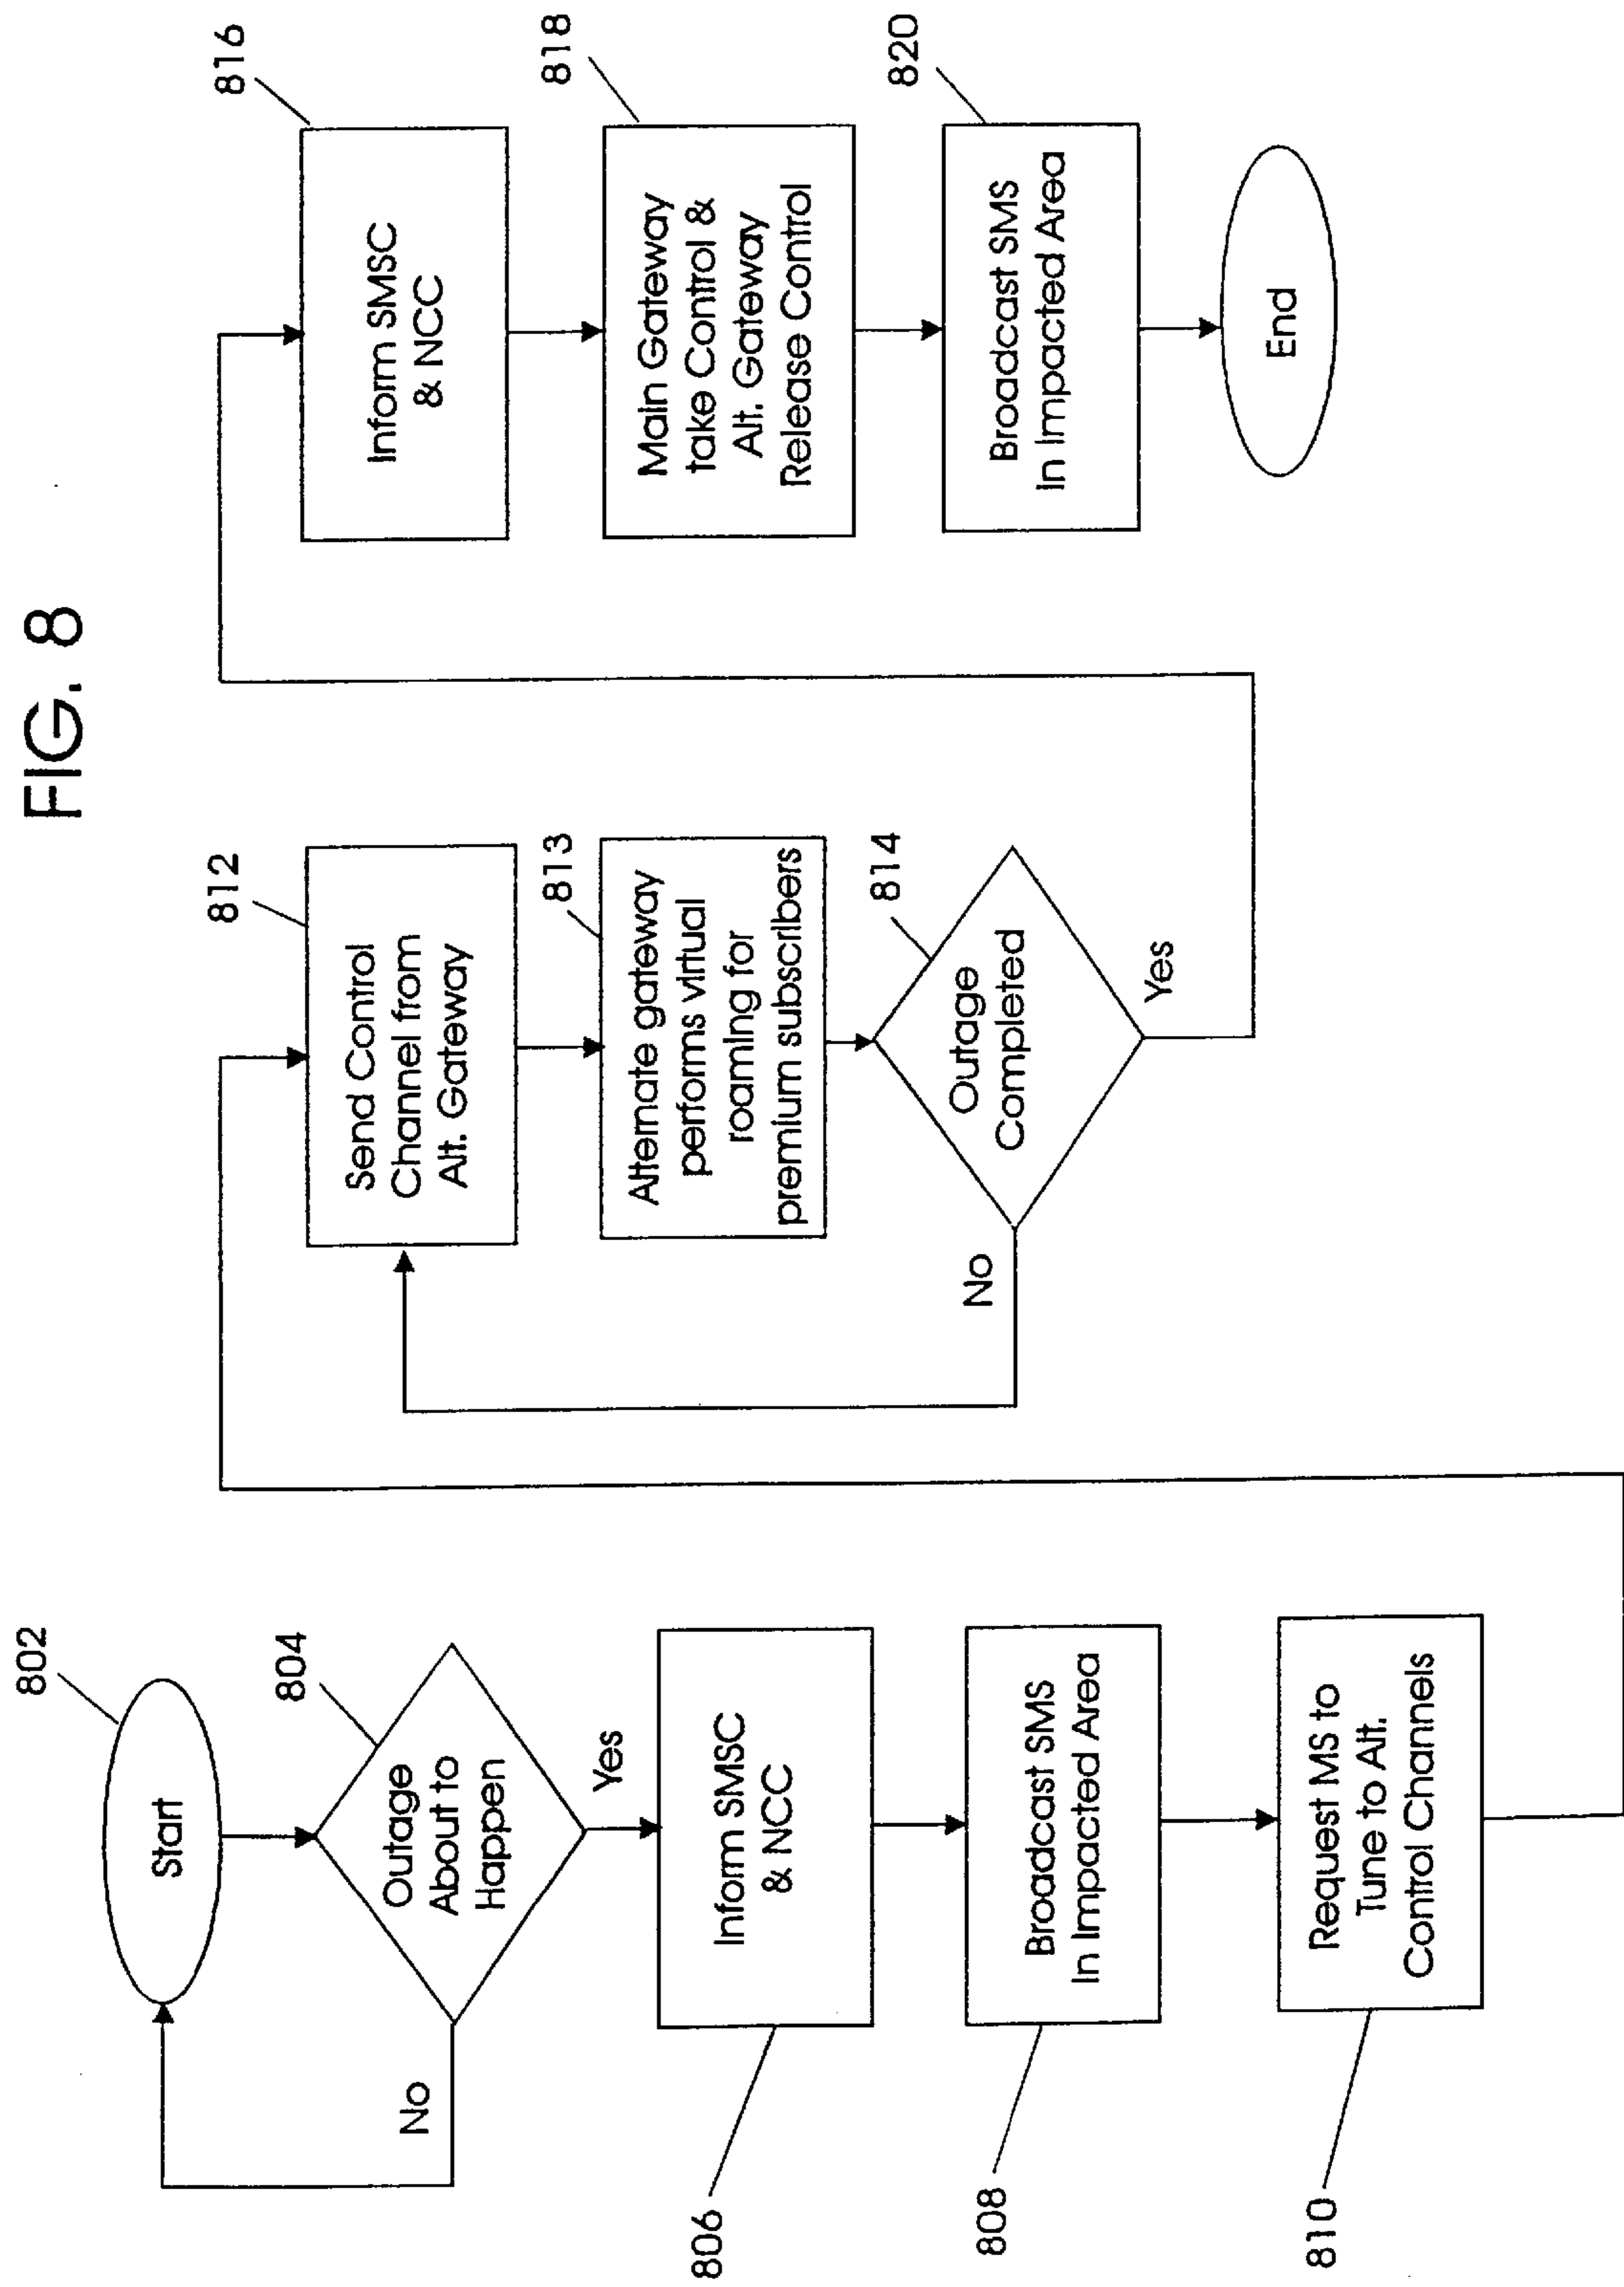 FIG. 8
802
Start
804
Outage
About to
Happen
No
Yes
806
Inform SMSC
& NCC
808
Broadcast SMS
In Impacted Area
810
Request MS to
Tune to Alt.
Control Channels
812
Send Control
Channel from
Alt. Gateway
813
Alternate gateway
performs virtual
roaming for
premium subscribers
814
Outage
Completed
No
Yes
816
Inform SMSC
& NCC
818
Main Gateway
take Control &
Alt. Gateway
Release Control
820
Broadcast SMS
In Impacted Area
End